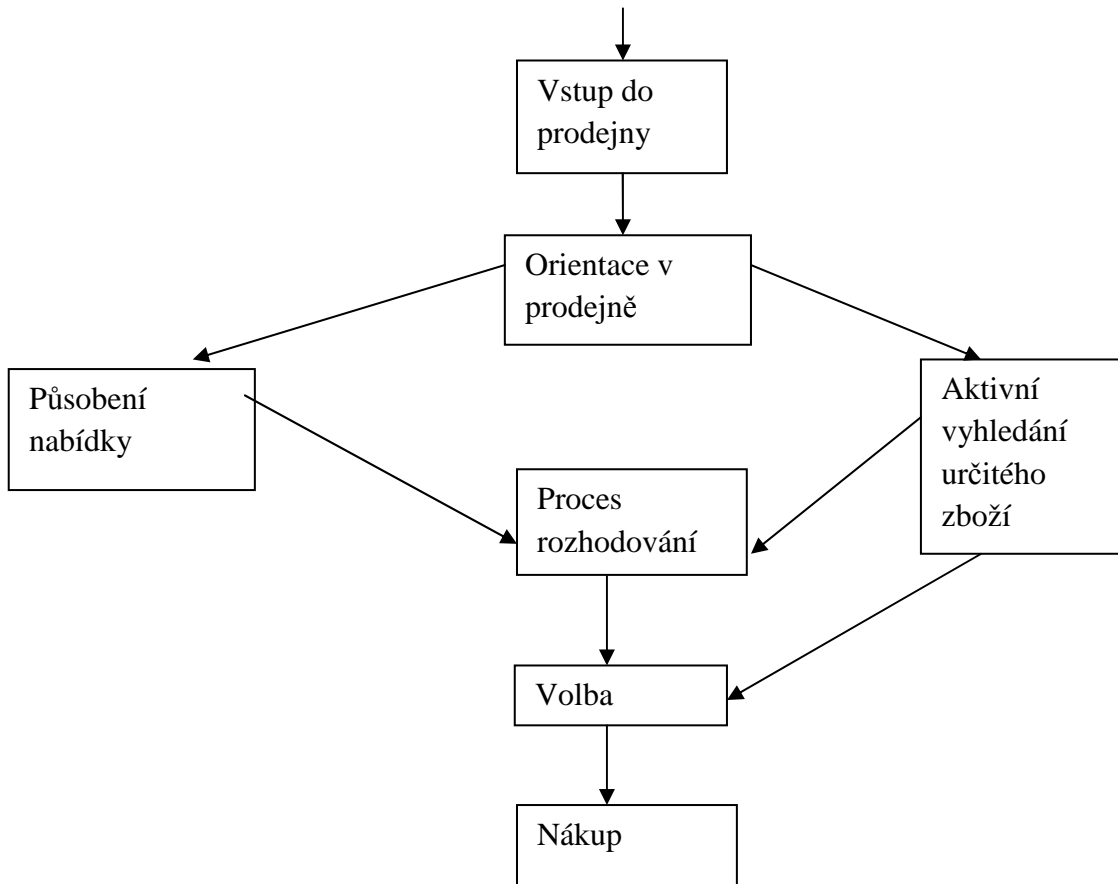 Vstup do
prodejny
Orientace v
prodejně
Působení
nabídky
Aktivní
vyhledání
určitého
zboží
Proces
rozhodování
Volba
Nákup